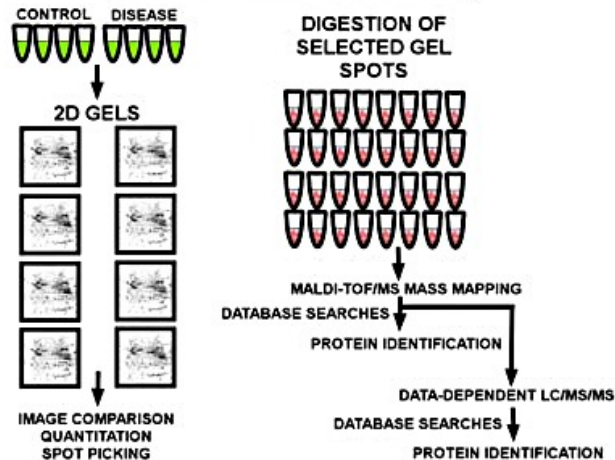 CONTROL DISEASE
2D GELS
IMAGE COMPARISON
QUANTITATION
SPOT PICKING
DIGESTION OF
SELECTED GEL
SPOTS
MALDI-TOF/MS MASS MAPPING
DATABASE SEARCHES
PROTEIN IDENTIFICATION
DATA-DEPENDENT LC/MS/MS
DATABASE SEARCHES
PROTEIN IDENTIFICATION